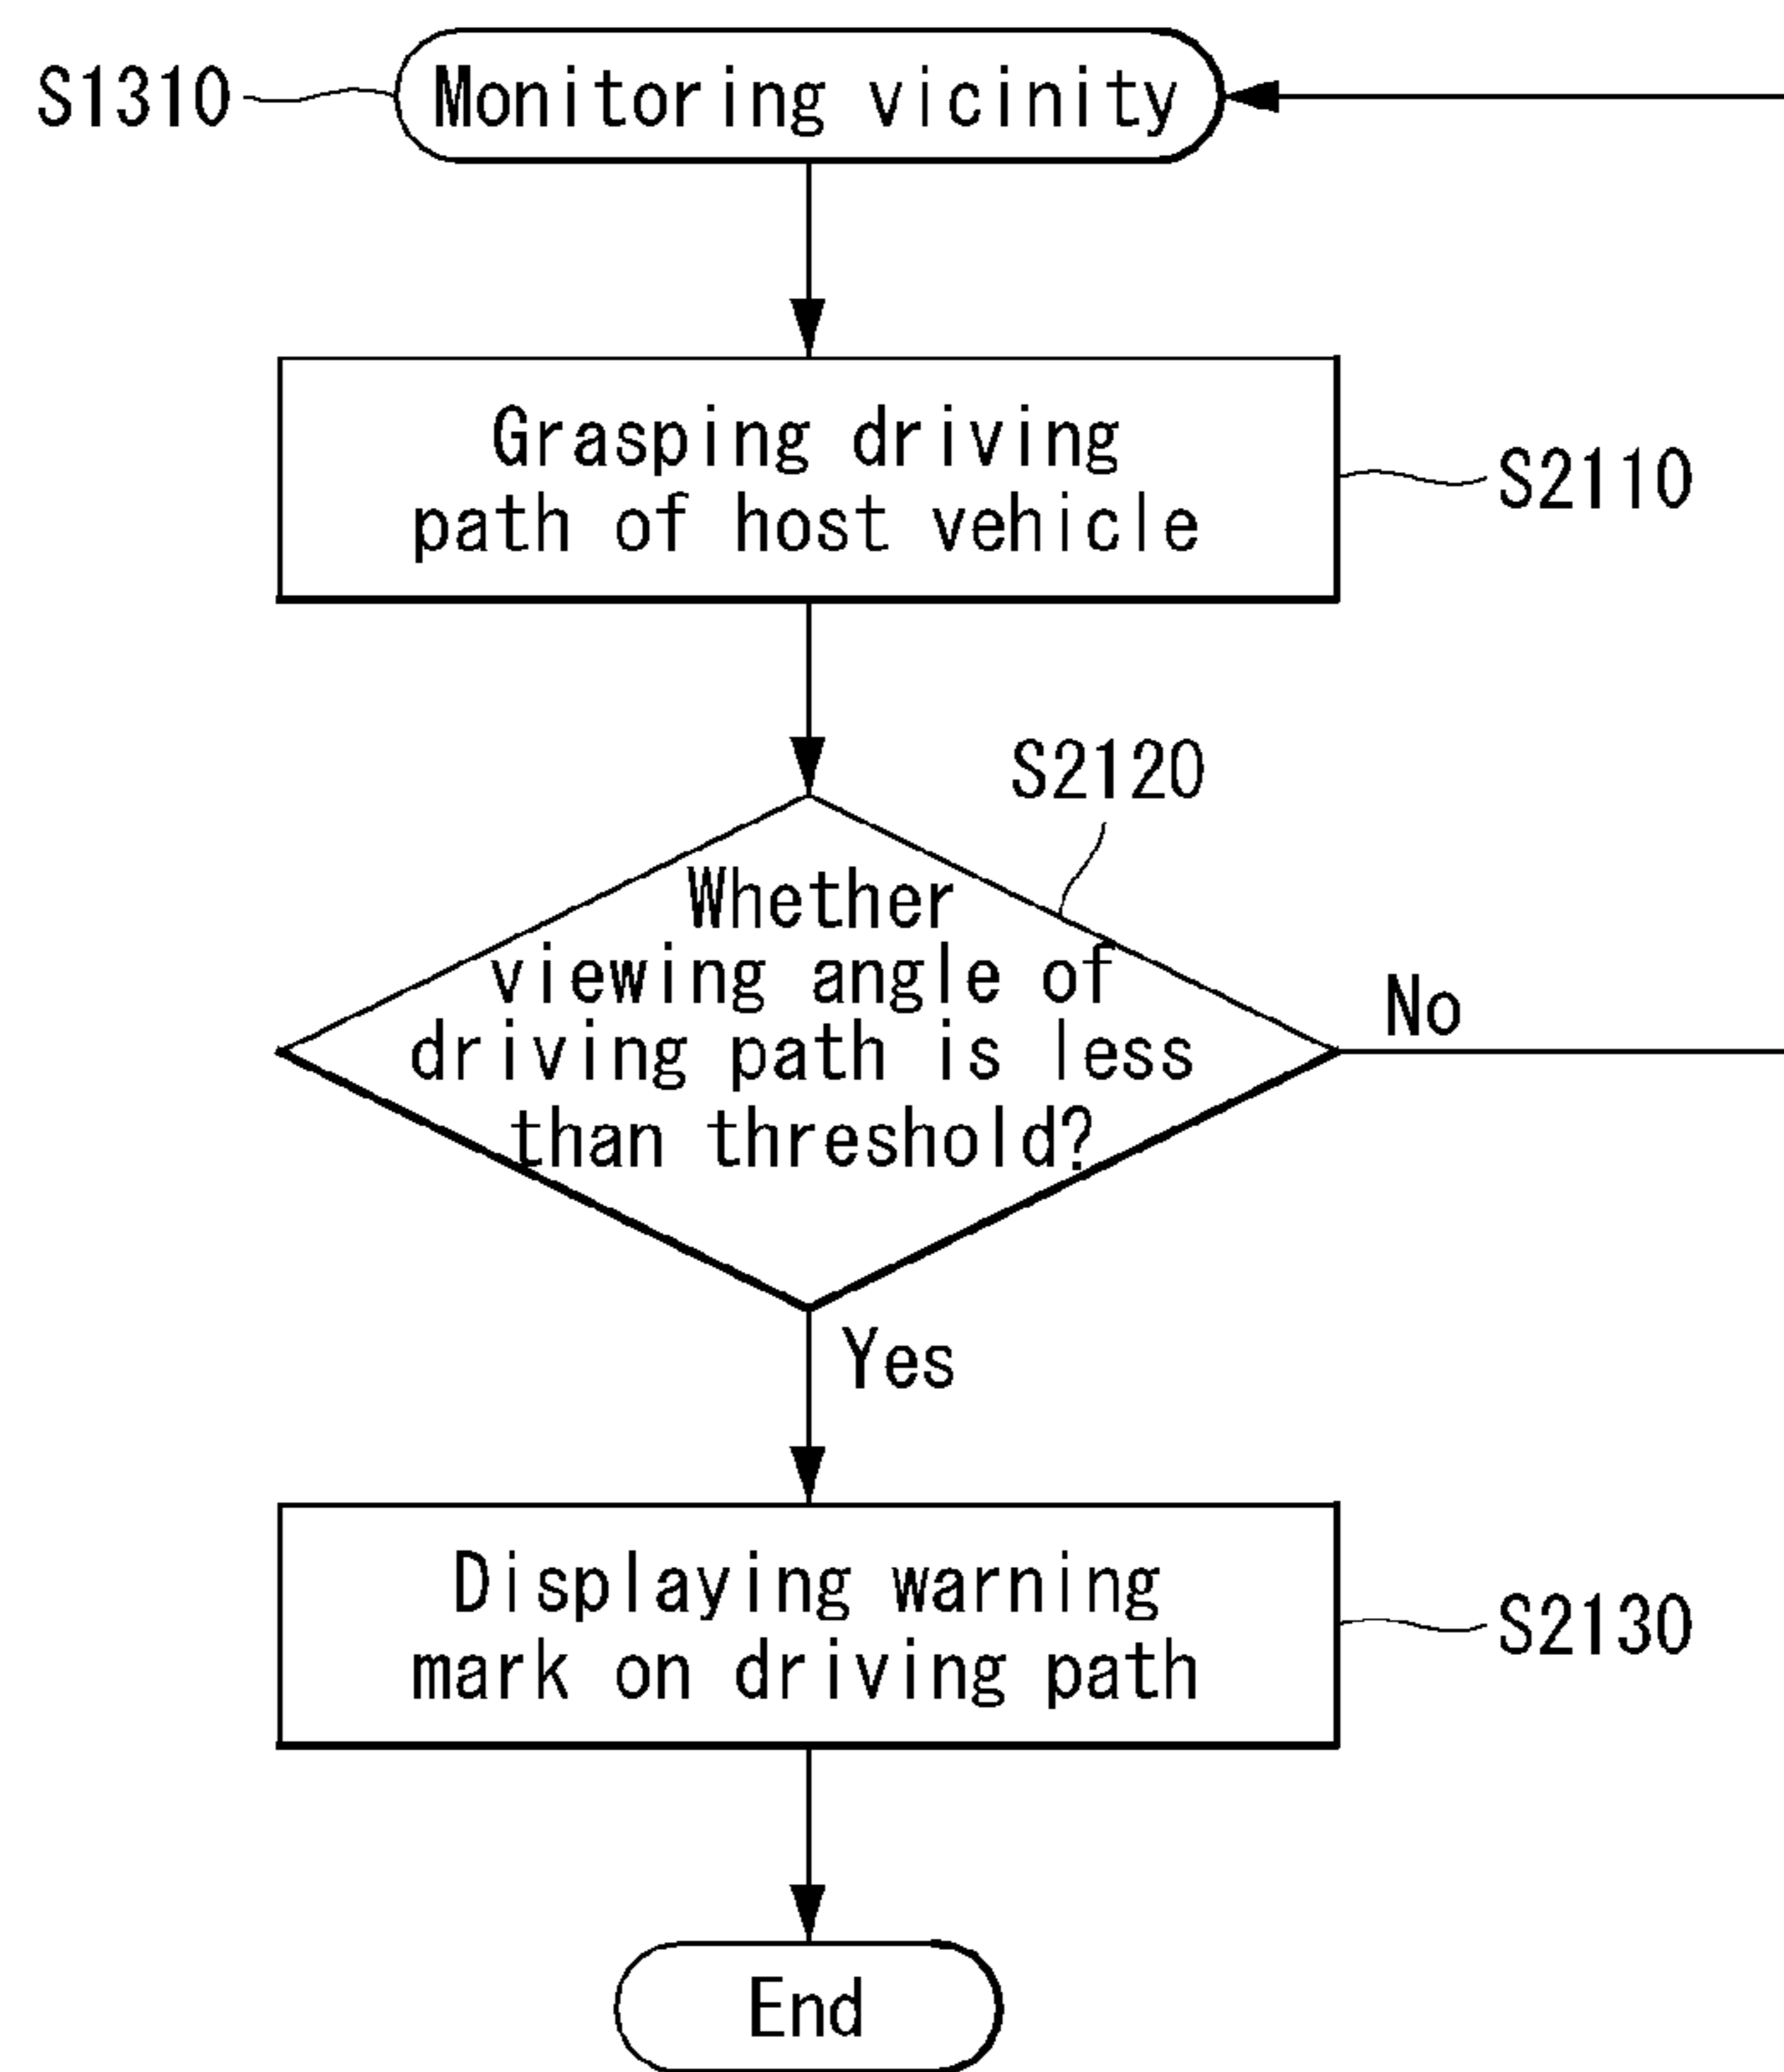 S1310
Monitoring vicinity
Grasping driving
path of host vehicle
S2110
S2120
Whether
viewing angle of
driving path is less
than threshold?
No
Yes
Displaying warning
mark on driving path
S2130
End